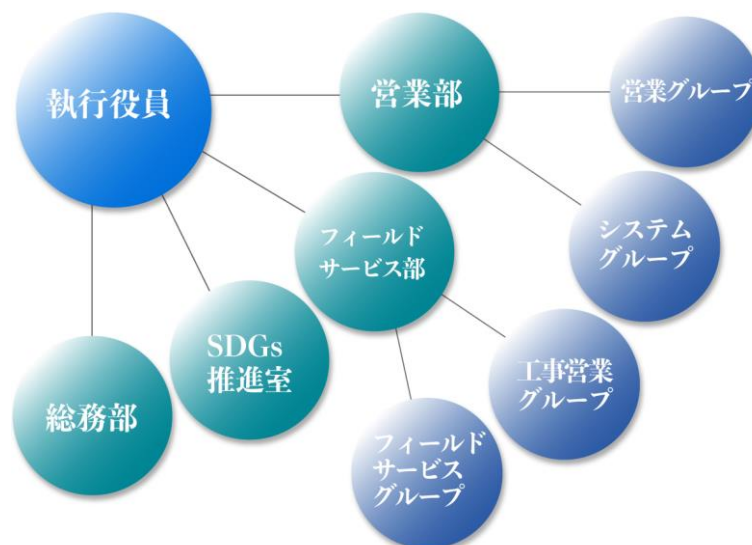 執行役員
営業部
営業グループ
フィールド
サービス部
システム
グループ
SDGs
推進室
工事営業
グループ
総務部
フィールド
サービス
グループ